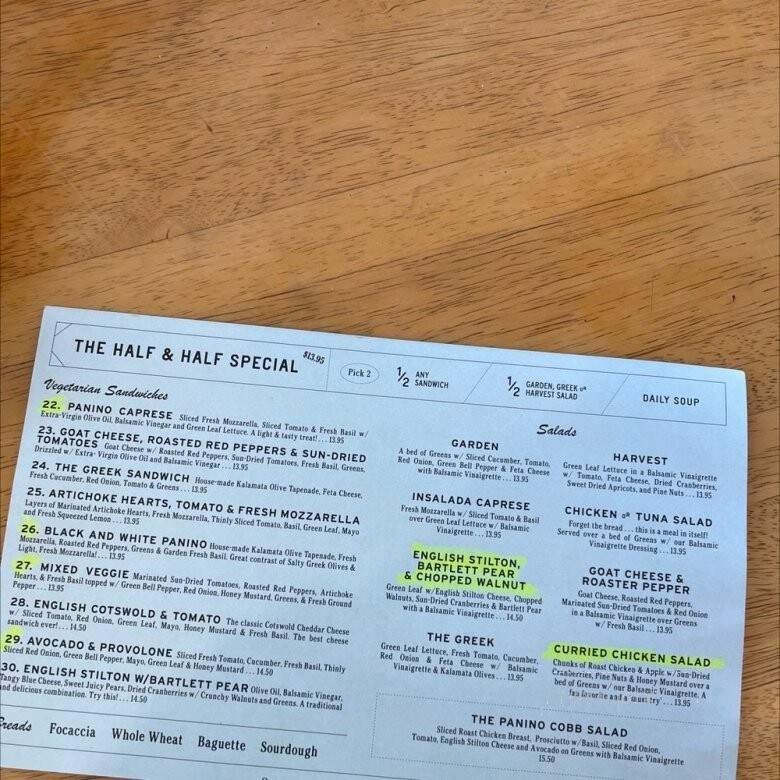 THE HALF & HALF SPECIAL $13.95
Pick 2
1/2 ANY
SANDWICH
1/2 GARDEN, GREEK or
HARVEST SALAD
DAILY SOUP
Vegetarian Sandwiches
22. PANINO CAPRESE Sliced Fresh Mozzarella, Sliced Tomato & Fresh Basil w/
Extra-Virgin Olive Oil, Balsamic Vinegar and Green Leaf Lettuce. A light & tasty treat!...13.95
23. GOAT CHEESE, ROASTED RED PEPPERS & SUN-DRIED
TOMATOES Goat Cheese w/ Roasted Red Peppers, Sun-Dried Tomatoes, Fresh Basil, Greens,
Drizzled w/ Extra-Virgin Olive Oil and Balsamic Vinegar...13.95
24. THE GREEK SANDWICH House-made Kalamata Olive Tapenade, Feta Cheese,
Fresh Cucumber, Red Onion, Tomato & Greens...13.95
25. ARTICHOKE HEARTS, TOMATO & FRESH MOZZARELLA
Layers of Marinated Artichoke Hearts, Fresh Mozzarella, Thinly Sliced Tomato, Basil, Green Leaf, Mayo
and Fresh Squeezed Lemon...13.95
26. BLACK AND WHITE PANINO House-made Kalamata Olive Tapenade, Fresh
Mozzarella, Roasted Red Peppers, Greens & Garden Fresh Basil. Great contrast of Salty Greek Olives &
Light, Fresh Mozzarella!...13.95
27. MIXED VEGGIE Marinated Sun-Dried Tomatoes, Roasted Red Peppers, Artichoke
Hearts, & Fresh Basil topped w/ Green Bell Pepper, Red Onion, Honey Mustard, Greens, & Fresh Ground
Pepper...13.95
28. ENGLISH COTSWOLD & TOMATO The classic Cotswold Cheddar Cheese
w/ Sliced Tomato, Red Onion, Green Leaf, Mayo, Honey Mustard & Fresh Basil. The best cheese
sandwich ever!...14.50
29. AVOCADO & PROVOLONE Sliced Fresh Tomato, Cucumber, Fresh Basil, Thinly
Sliced Red Onion, Green Bell Pepper, Mayo, Green Leaf & Honey Mustard...14.50
30. ENGLISH STILTON W/BARTLETT PEAR Olive Oil, Balsamic Vinegar,
Tangy Blue Cheese, Sweet Juicy Pears, Dried Cranberries w/ Crunchy Walnuts and Greens. A traditional
and delicious combination. Try this!...14.50
Breads Focaccia Whole Wheat Baguette Sourdough
Salads
GARDEN
A bed of Greens w/ Sliced Cucumber, Tomato,
Red Onion, Green Bell Pepper & Feta Cheese
with Balsamic Vinaigrette...13.95
INSALADA CAPRESE
Fresh Mozzarella w/ Sliced Tomato & Basil
over Green Leaf Lettuce w/ Balsamic
Vinaigrette...13.95
ENGLISH STILTON,
BARTLETT PEAR
& CHOPPED WALNUT
Green Leaf w/English Stilton Cheese, Chopped
Walnuts, Sun-Dried Cranberries & Bartlett Pear
with a Balsamic Vinaigrette...14.50
THE GREEK
Green Leaf Lettuce, Fresh Tomato, Cucumber,
Red Onion & Feta Cheese w/ Balsamic
Vinaigrette & Kalamata Olives...13.95
HARVEST
Green Leaf Lettuce in a Balsamic Vinaigrette
w/ Tomato, Feta Cheese, Dried Cranberries,
Sweet Dried Apricots, and Pine Nuts...13.95
CHICKEN or TUNA SALAD
Forget the bread...this is a meal in itself!
Served over a bed of Greens w/ our Balsamic
Vinaigrette Dressing...13.95
GOAT CHEESE &
ROASTER PEPPER
Goat Cheese, Roasted Red Peppers,
Marinated Sun-Dried Tomatoes & Red Onion
in a Balsamic Vinaigrette over Greens
w/ Fresh Basil...13.95
CURRIED CHICKEN SALAD
Chunks of Roast Chicken & Apple w/Sun-Dried
Cranberries, Pine Nuts & Honey Mustard over a
bed of Greens w/ our Balsamic Vinaigrette. A
fan favorite and a 'must try'...13.95
THE PANINO COBB SALAD
Sliced Roast Chicken Breast, Prosciutto w/Basil, Sliced Red Onion,
Tomato, English Stilton Cheese and Avocado on Greens with Balsamic Vinaigrette
15.50